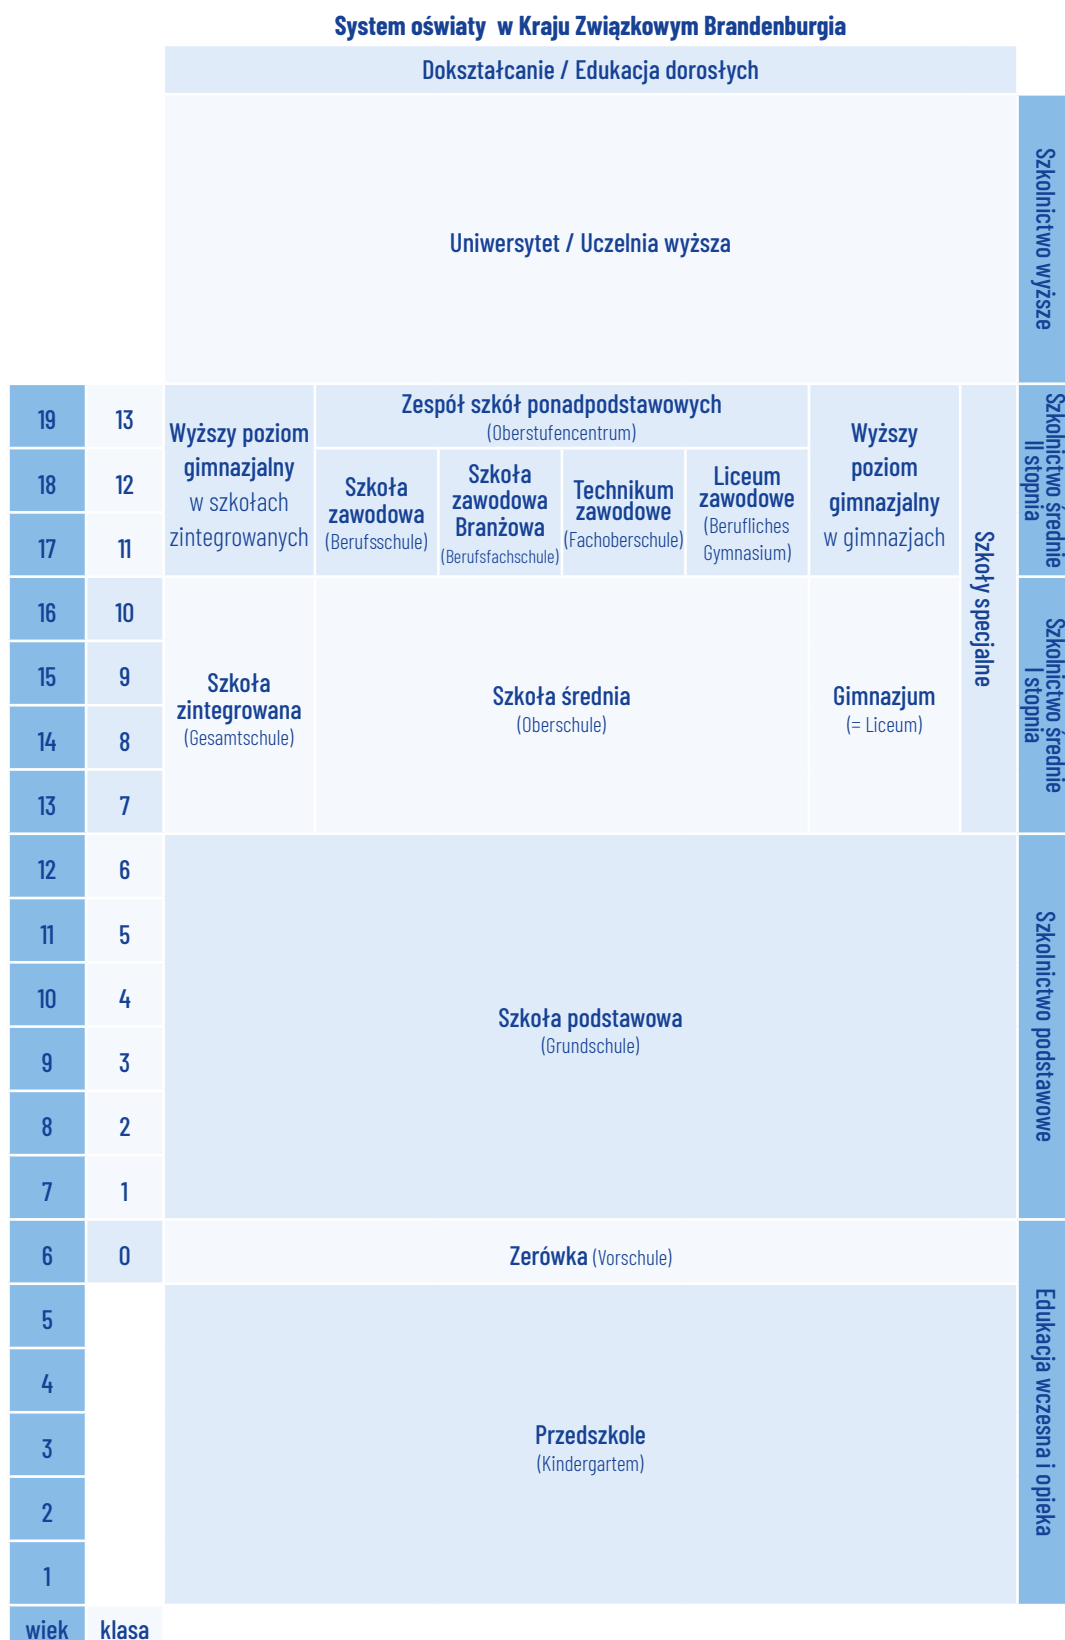 System oświaty w Kraju Związkowym Brandenburgia
Dokształcanie / Edukacja dorosłych
Uniwersytet / Uczelnia wyższa
Szkolnictwo wyższe
19
13
18
12
17
11
Wyższy poziom
gimnazjalny
w szkołach
zintegrowanych
Zespół szkół ponadpodstawowych
(Oberstufencentrum)
Szkoła
zawodowa
(Berufsschule)
Szkoła
zawodowa
Branżowa
(Berufsfachschule)
Technikum
zawodowe
(Fachoberschule)
Liceum
zawodowe
(Berufliches
Gymnasium)
Wyższy
poziom
gimnazjalny
w gimnazjach
Szkoły specjalne
Szkolnictwo średnie
II stopnia
16
10
15
9
14
8
13
7
Szkoła
zintegrowana
(Gesamtschule)
Szkoła średnia
(Oberschule)
Gimnazjum
(= Liceum)
Szkolnictwo średnie
I stopnia
12
6
11
5
10
4
9
3
8
2
7
1
Szkoła podstawowa
(Grundschule)
Szkolnictwo podstawowe
6
0
Zerówka (Vorschule)
5
4
3
2
1
Przedszkole
(Kindergartem)
Edukacja wczesna i opieka
wiek
klasa